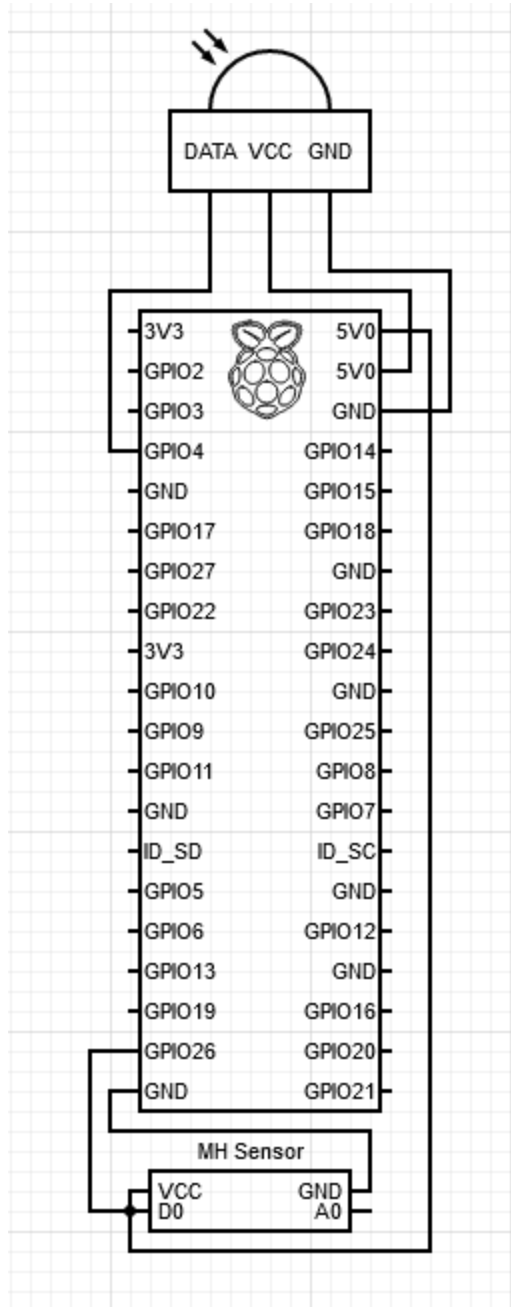 DATA VCC GND
3V3 5V0
GPIO2 5V0
GPIO3 GND
GPIO4 GPIO14
GND GPIO15
GPIO17 GPIO18
GPIO27 GND
GPIO22 GPIO23
3V3 GPIO24
GPIO10 GND
GPIO9 GPIO25
GPIO11 GPIO8
GND GPIO7
ID_SD ID_SC
GPIO5 GND
GPIO6 GPIO12
GPIO13 GND
GPIO19 GPIO16
GPIO26 GPIO20
GND GPIO21
MH Sensor
VCC GND
D0 A0